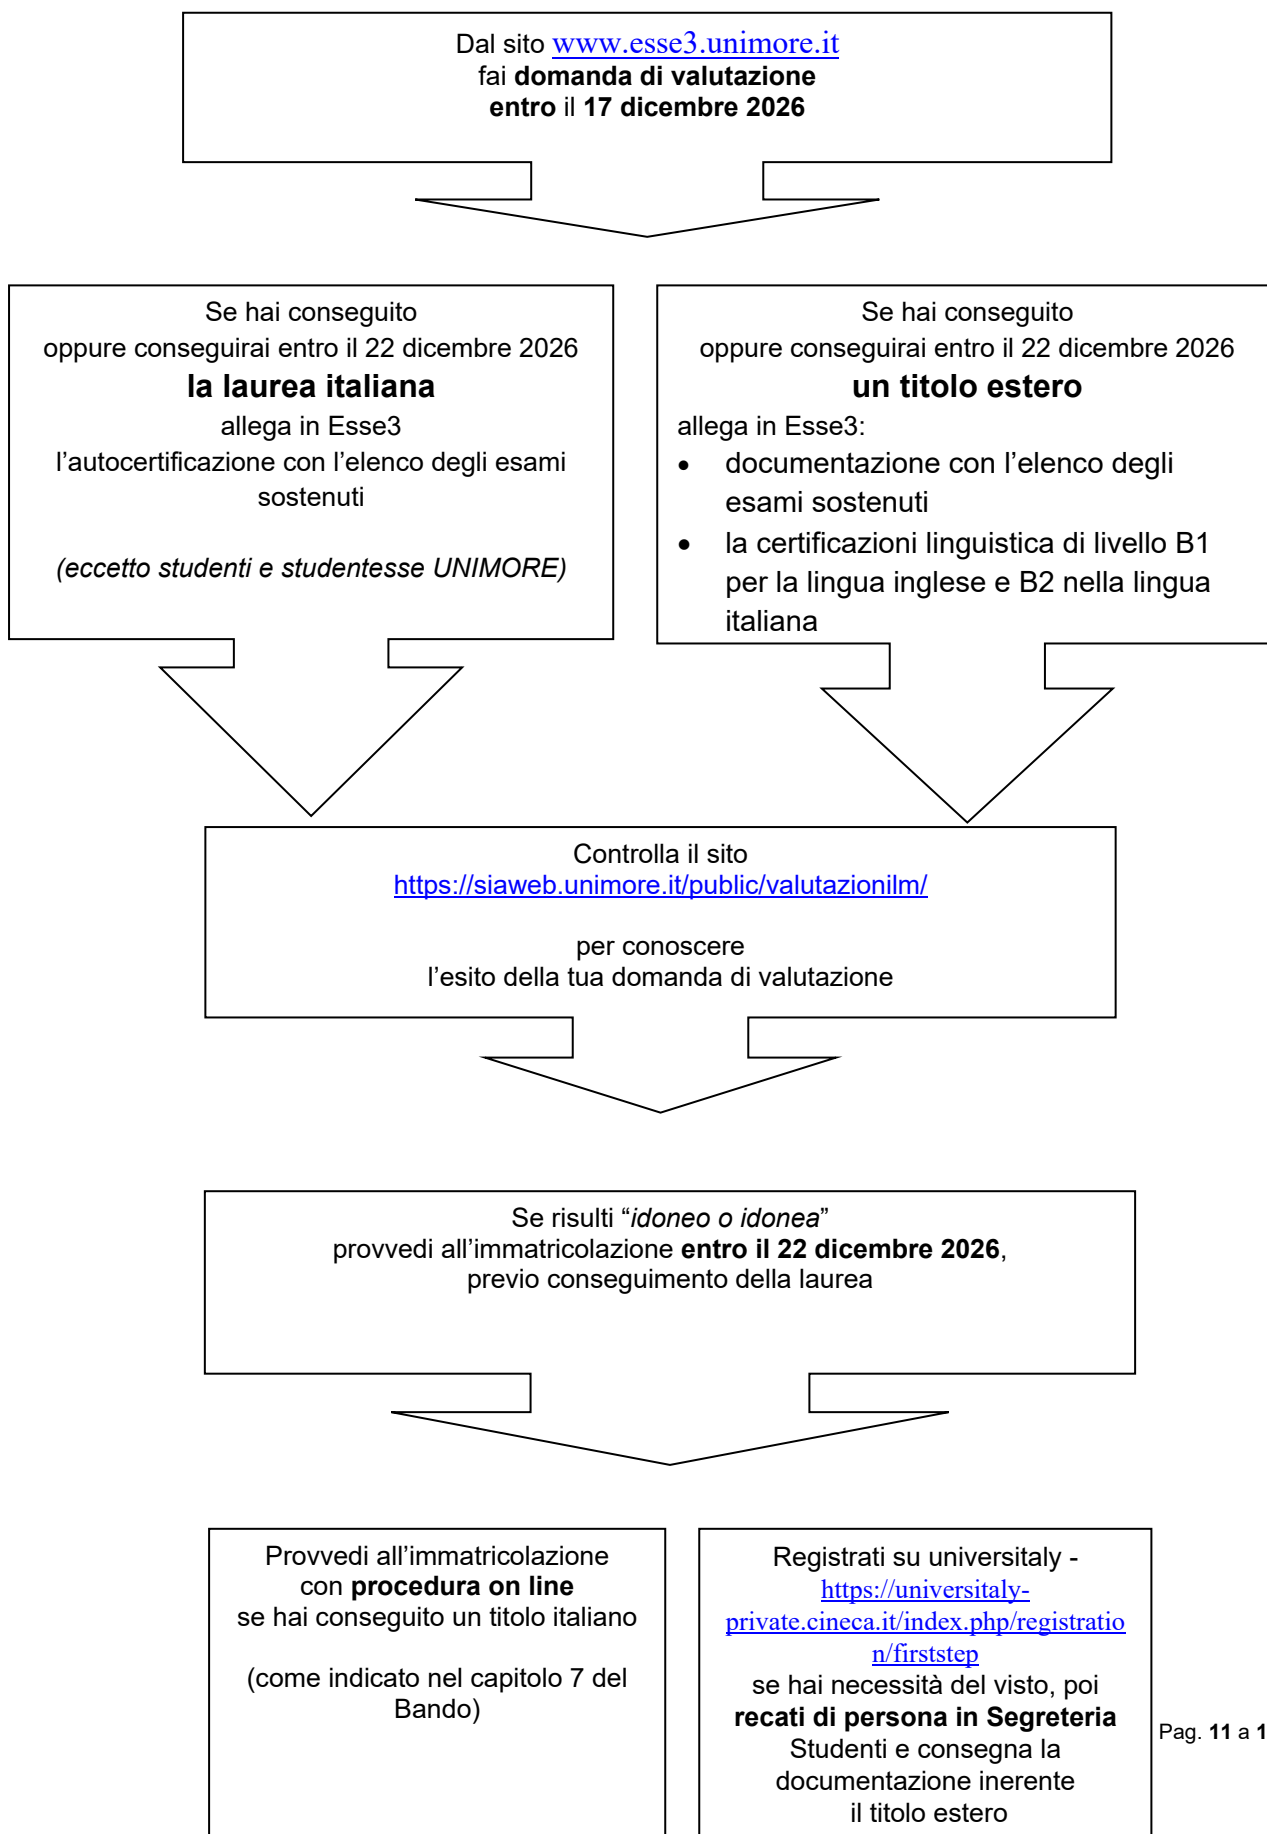 Dal sito www.esse3.unimore.it
fai domanda di valutazione
entro il 17 dicembre 2026
Se hai conseguito
oppure conseguirai entro il 22 dicembre 2026
la laurea italiana
allega in Esse3
l’autocertificazione con l’elenco degli esami
sostenuti
(eccetto studenti e studentesse UNIMORE)
Se hai conseguito
oppure conseguirai entro il 22 dicembre 2026
un titolo estero
allega in Esse3:
• documentazione con l’elenco degli
esami sostenuti
• la certificazioni linguistica di livello B1
per la lingua inglese e B2 nella lingua
italiana
Controlla il sito
https://siaweb.unimore.it/public/valutazionilm/
per conoscere
l’esito della tua domanda di valutazione
Se risulti “idoneo o idonea”
provvedi all’immatricolazione entro il 22 dicembre 2026,
previo conseguimento della laurea
Provvedi all’immatricolazione
con procedura on line
se hai conseguito un titolo italiano
(come indicato nel capitolo 7 del
Bando)
Registrati su universitaly -
https://universitaly-
private.cineca.it/index.php/registratio
n/firststep
se hai necessità del visto, poi
recati di persona in Segreteria
Studenti e consegna la
documentazione inerente
il titolo estero
Pag. 11 a 1